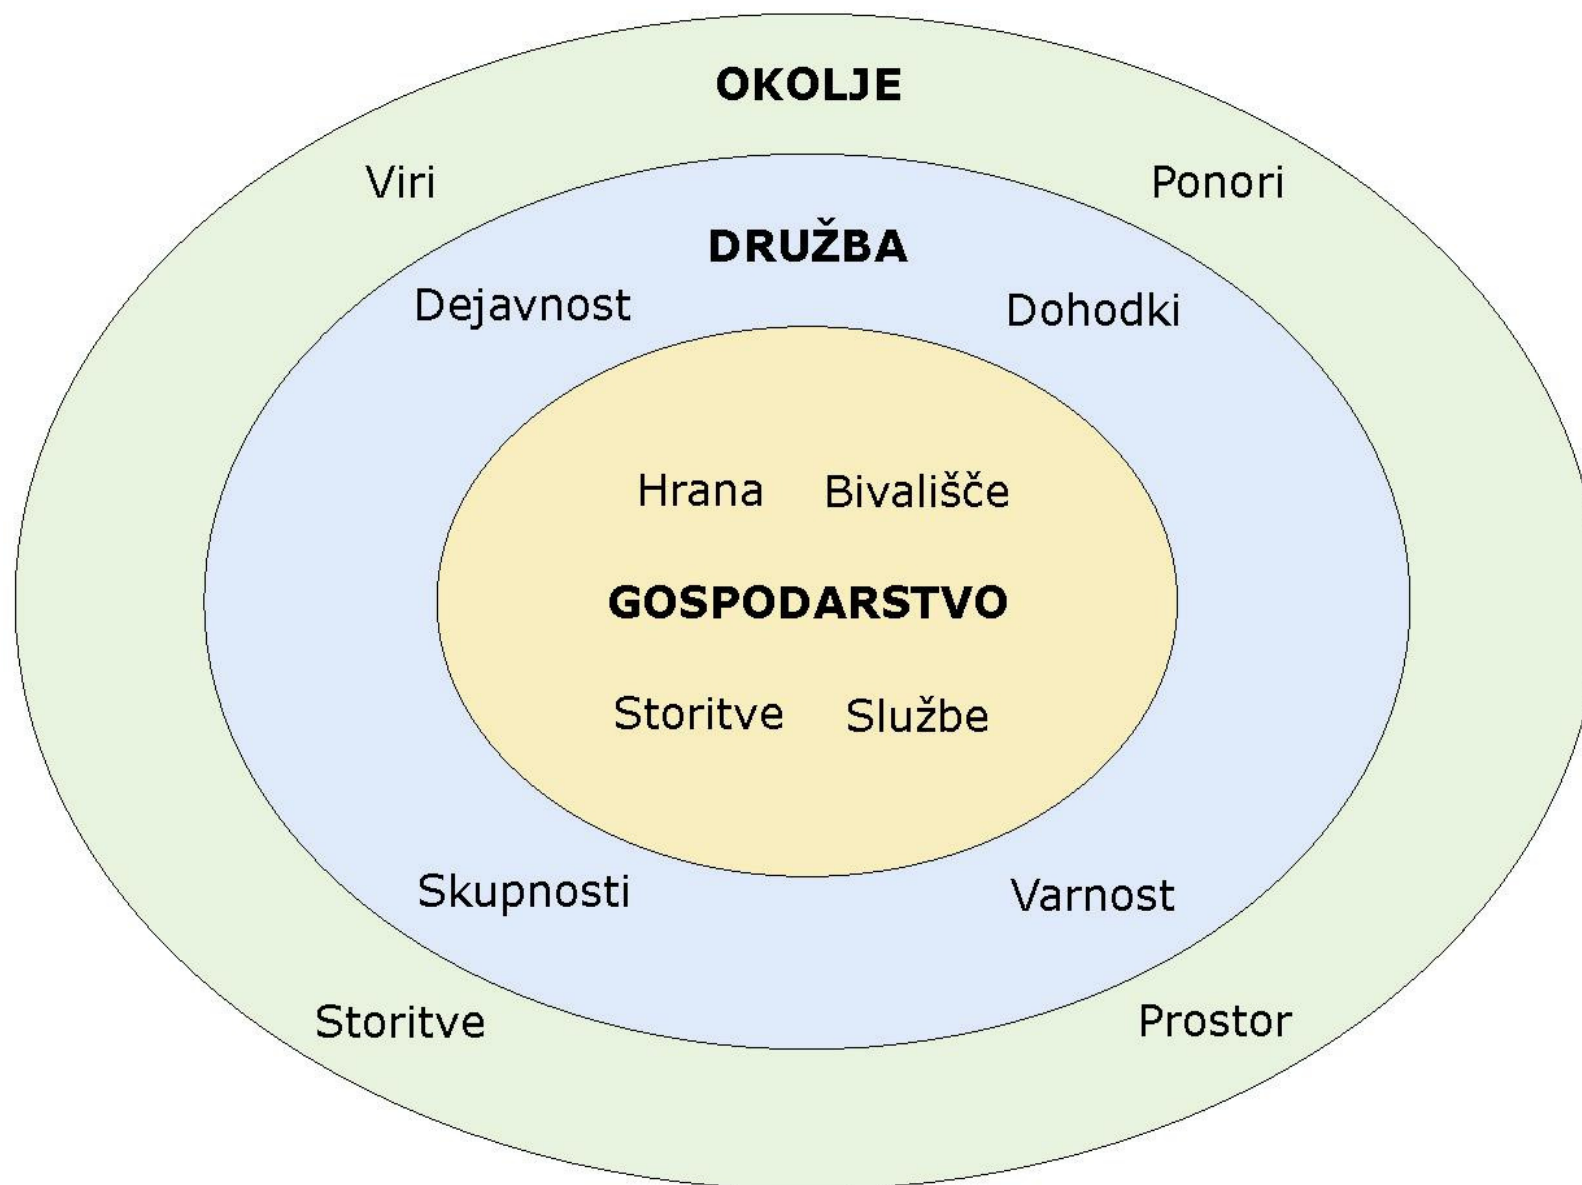 OKOLJE
Viri
Ponori
DRUŽBA
Dejavnost
Dohodki
Hrana
Bivališče
GOSPODARSTVO
Storitve
Službe
Skupnosti
Varnost
Storitve
Prostor